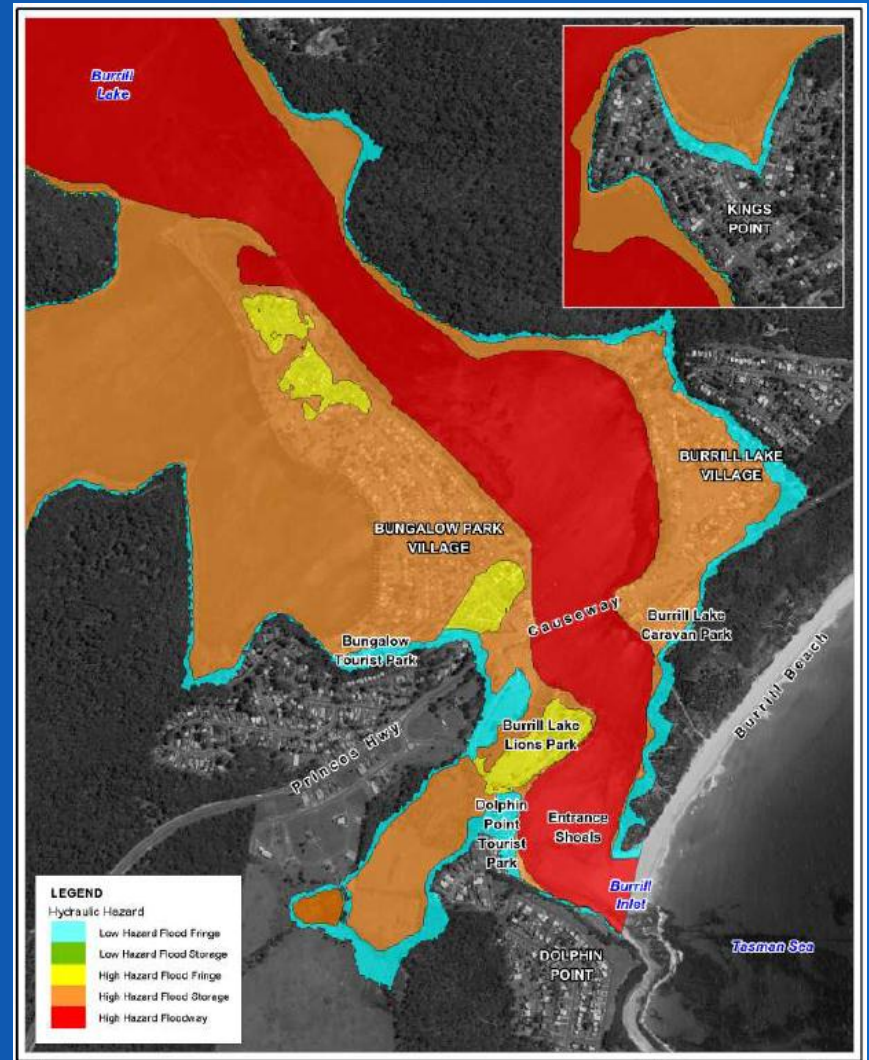 Burrill
Lake
KINGS
POINT
BURRILL LAKE
VILLAGE
BUNGALOW PARK
VILLAGE
Causeway
Burrill Lake
Caravan Park
Bungalow
Tourist Park
Burrill Beach
Burrill Lake
Lions Park
Princes Hwy
Dolphin
Point
Tourist
Park
Entrance
Shoals
Burrill
Inlet
Tasman Sea
DOLPHIN
POINT
LEGEND
Hydraulic Hazard
Low Hazard Flood Fringe
Low Hazard Flood Storage
High Hazard Flood Fringe
High Hazard Flood Storage
High Hazard Floodway